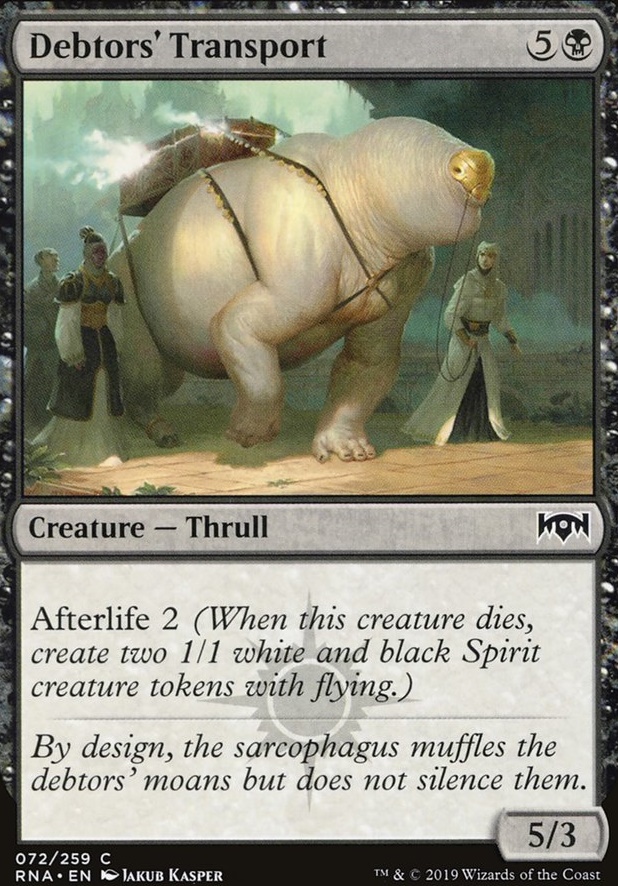 Debtors' Transport 5
Creature — Thrull
Afterlife 2 (When this creature dies,
create two 1/1 white and black Spirit
creature tokens with flying.)
By design, the sarcophagus muffles the
debtors' moans but does not silence them.
5/3
072/259 C
RNA • EN Jakub Kasper
™ & © 2019 Wizards of the Coast